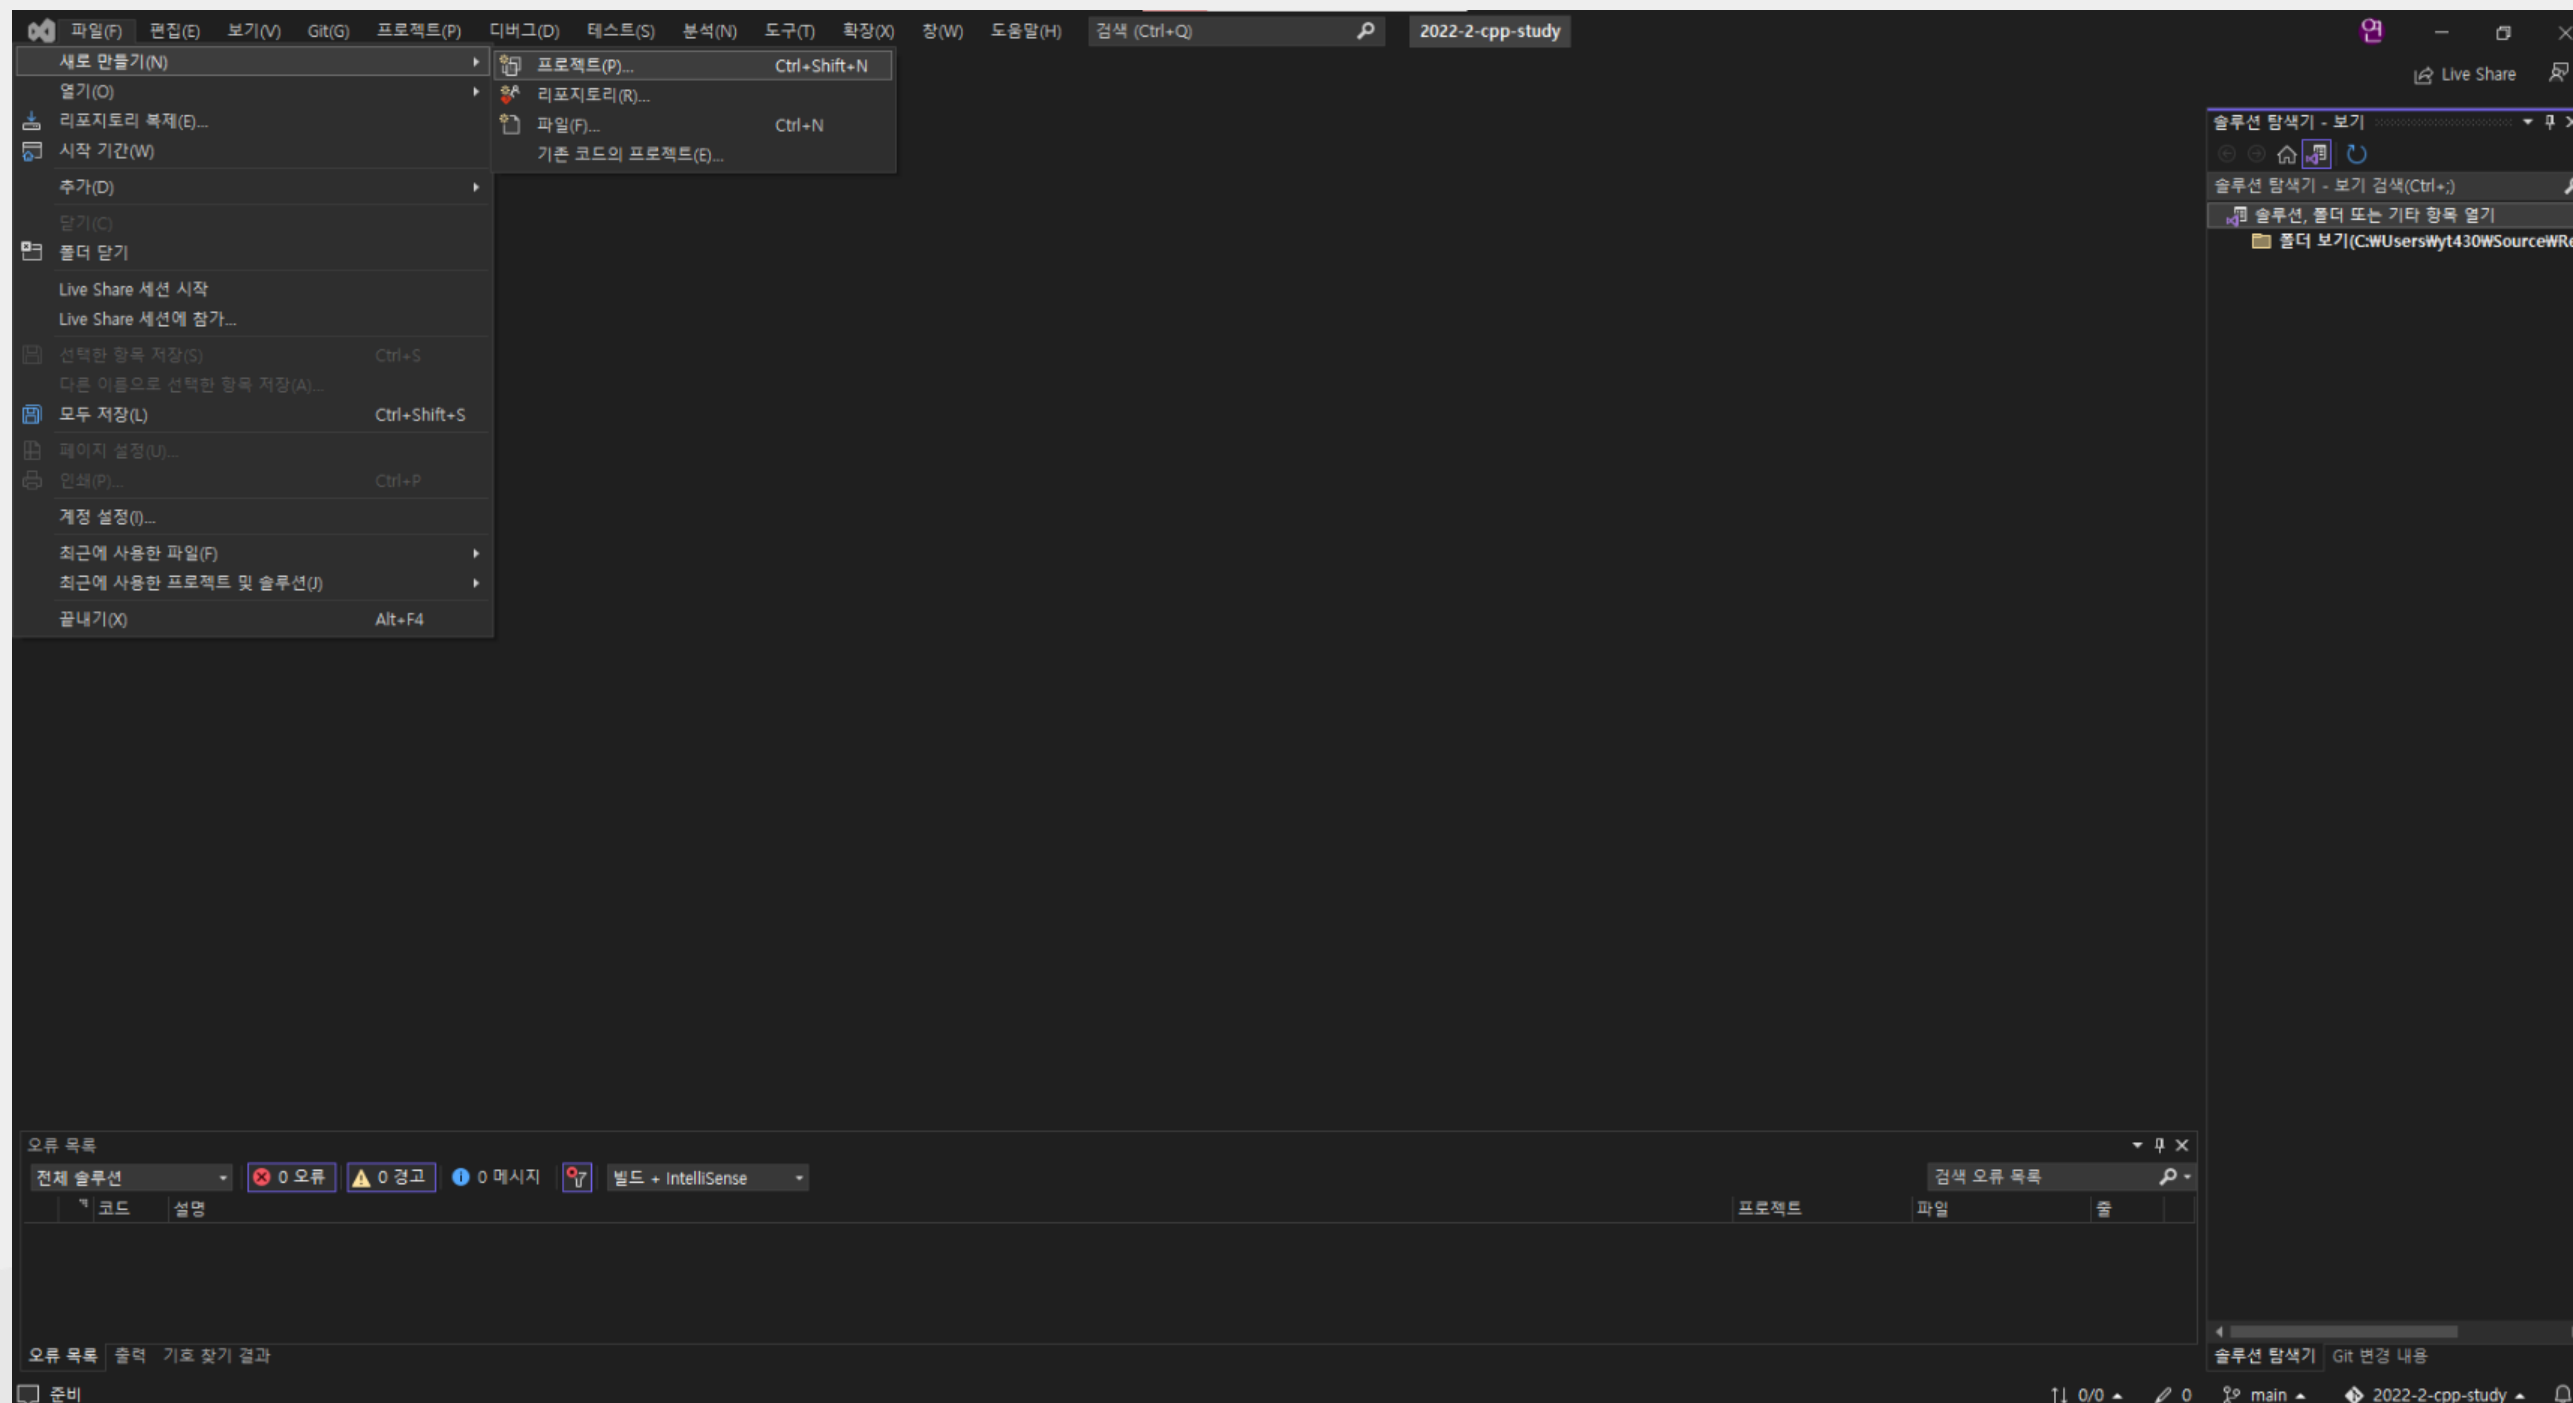 파일(F) 편집(E) 보기(V) Git(G) 프로젝트(P) 디버그(D) 테스트(S) 분석(N) 도구(T) 확장(X) 창(W) 도움말(H) 검색 (Ctrl+Q) 2022-2-cpp-study 연
Live Share
새로 만들기(N)
열기(O)
리포지토리 복제(E)...
시작 기간(W)
추가(D)
닫기(C)
폴더 닫기
Live Share 세션 시작
Live Share 세션에 참가...
선택한 항목 저장(S) Ctrl+S
다른 이름으로 선택한 항목 저장(A)...
모두 저장(L) Ctrl+Shift+S
페이지 설정(U)...
인쇄(P)... Ctrl+P
계정 설정(I)...
최근에 사용한 파일(F)
최근에 사용한 프로젝트 및 솔루션(J)
끝내기(X) Alt+F4
프로젝트(P)... Ctrl+Shift+N
리포지토리(R)...
파일(F)... Ctrl+N
기존 코드의 프로젝트(E)...
솔루션 탐색기 - 보기
솔루션 탐색기 - 보기 검색(Ctrl+;)
솔루션, 폴더 또는 기타 항목 열기
폴더 보기(C:₩Users₩yt430₩Source₩Re
오류 목록
전체 솔루션 0 오류 0 경고 0 메시지 빌드 + IntelliSense 검색 오류 목록
코드 설명 프로젝트 파일 줄
오류 목록 출력 기호 찾기 결과
솔루션 탐색기 Git 변경 내용
준비 0/0 0 main 2022-2-cpp-study